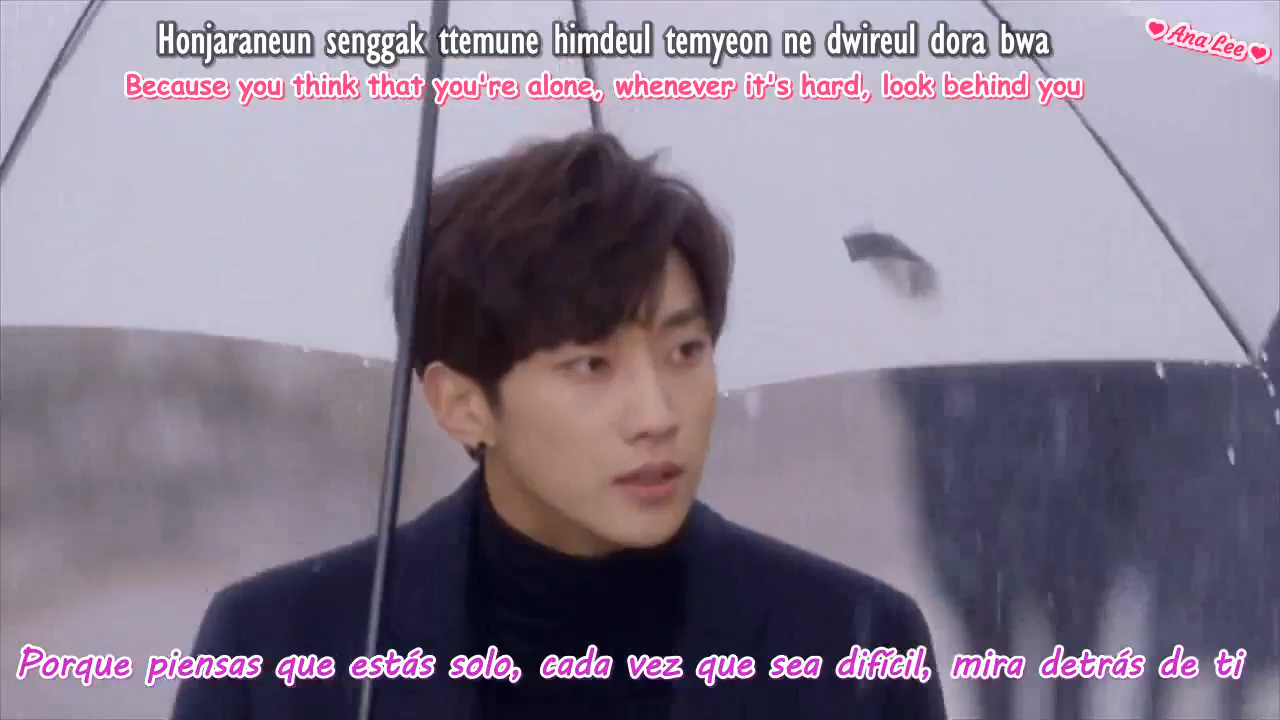 Honjaraneun senggak ttemune himdeul temyeon ne dwireul dora bwa
Ana Lee
Because you think that you're alone, whenever it's hard, look behind you
Porque piensas que estás solo, cada vez que sea difícil, mira detrás de ti